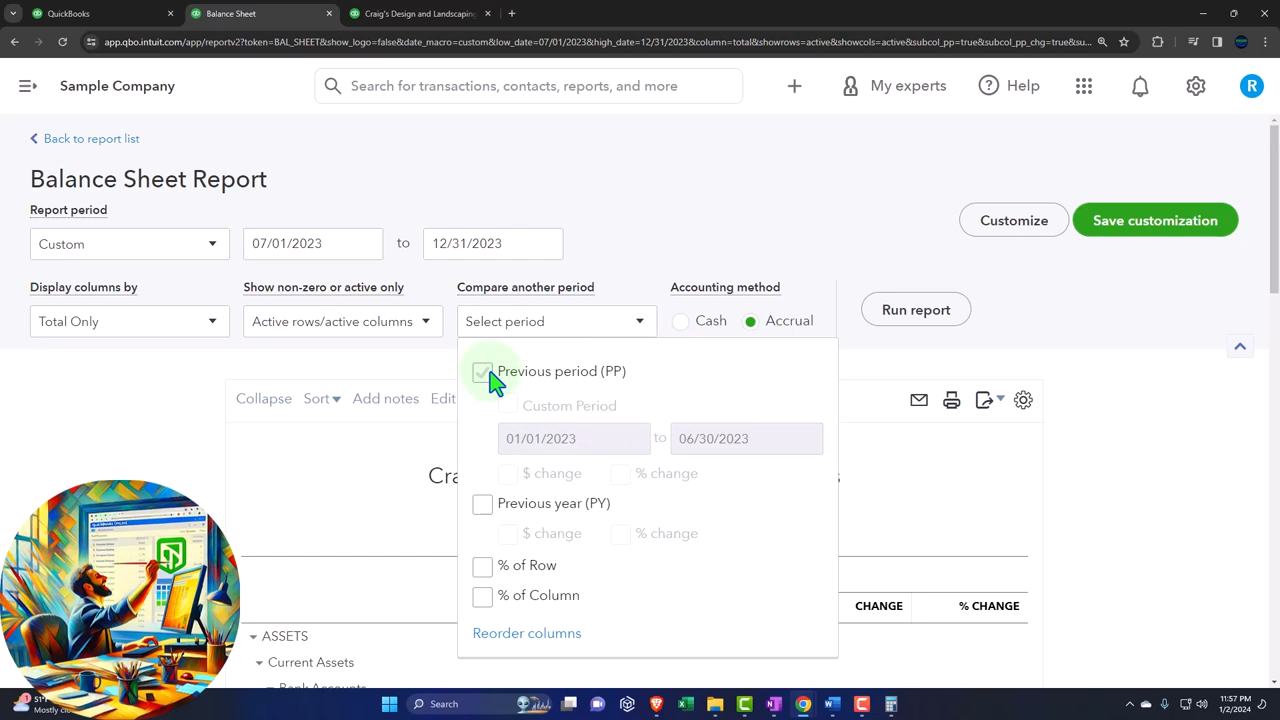 QuickBooks
Balance Sheet
Craig's Design and Landscaping
app.qbo.intuit.com/app/reportv2?token=BAL_SHEET&show_logo=false&date_macro=custom&low_date=07/01/2023&high_date=12/31/2023&column=total&showrows=active&showcols=active&subcol_pp=true&subcol_pp_chg=true&su...
Sample Company
Search for transactions, contacts, reports, and more
My experts
Help
R
Back to report list
Balance Sheet Report
Report period
Custom
07/01/2023
to
12/31/2023
Customize
Save customization
Display columns by
Show non-zero or active only
Compare another period
Accounting method
Total Only
Active rows/active columns
Select period
Cash
Accrual
Run report
Previous period (PP)
Collapse
Sort
Add notes
Edit
Custom Period
01/01/2023
to
06/30/2023
$ change
% change
Cra
Previous year (PY)
$ change
% change
% of Row
% of Column
CHANGE
% CHANGE
Reorder columns
ASSETS
Current Assets
Bank Accounts
Mostly cl
Search
11:57 PM
1/2/2024